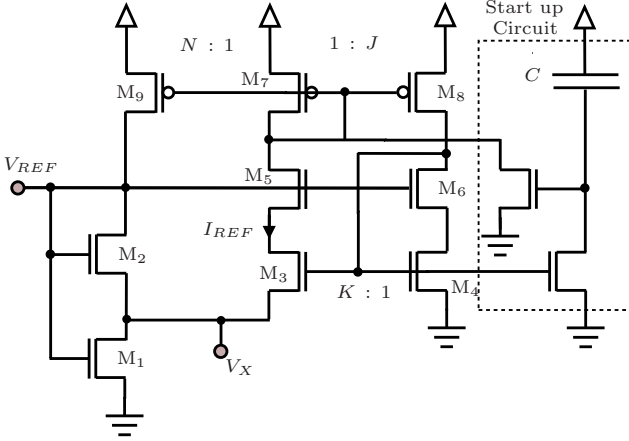 Start up
Circuit
N : 1
1 : J
C
M7
M9
M8
VREF
M5
M6
IREF
M2
M3
K : 1
M4
M1
VX